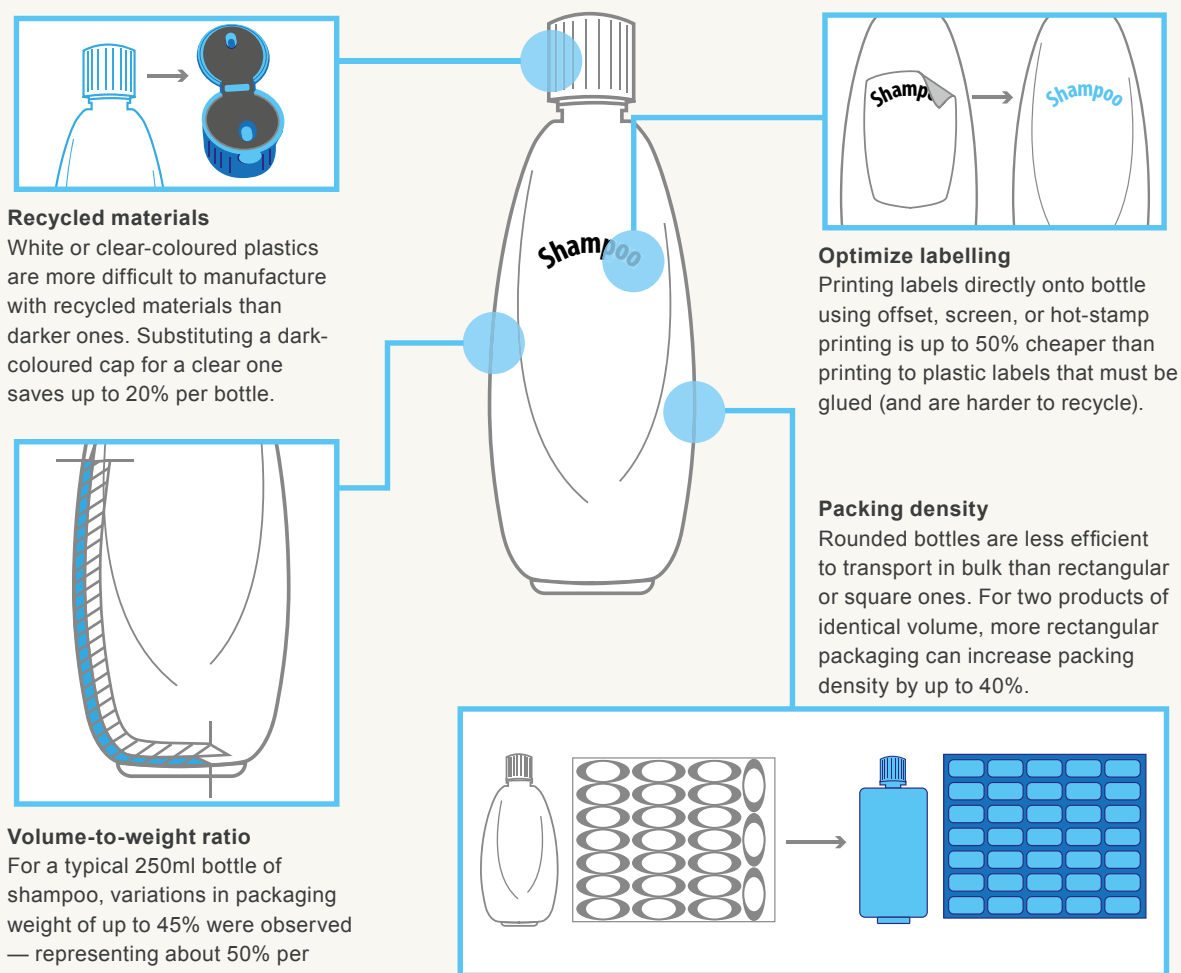 Shampoo
Recycled materials
White or clear-coloured plastics
are more difficult to manufacture
with recycled materials than
darker ones. Substituting a dark-
coloured cap for a clear one
saves up to 20% per bottle.
Volume-to-weight ratio
For a typical 250ml bottle of
shampoo, variations in packaging
weight of up to 45% were observed
— representing about 50% per
Shampo
Shampoo
Optimize labelling
Printing labels directly onto bottle
using offset, screen, or hot-stamp
printing is up to 50% cheaper than
printing to plastic labels that must be
glued (and are harder to recycle).
Packing density
Rounded bottles are less efficient
to transport in bulk than rectangular
or square ones. For two products of
identical volume, more rectangular
packaging can increase packing
density by up to 40%.